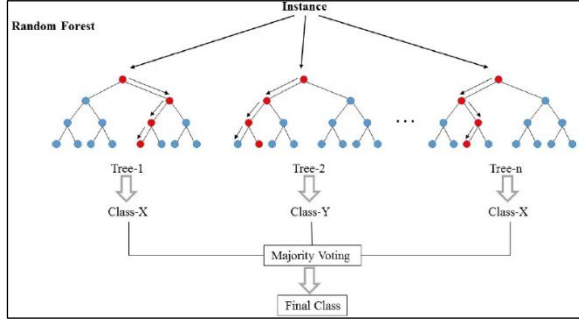 Instance
Random Forest
...
Tree-1 Tree-2 Tree-n
Class-X Class-Y Class-X
Majority Voting
Final Class